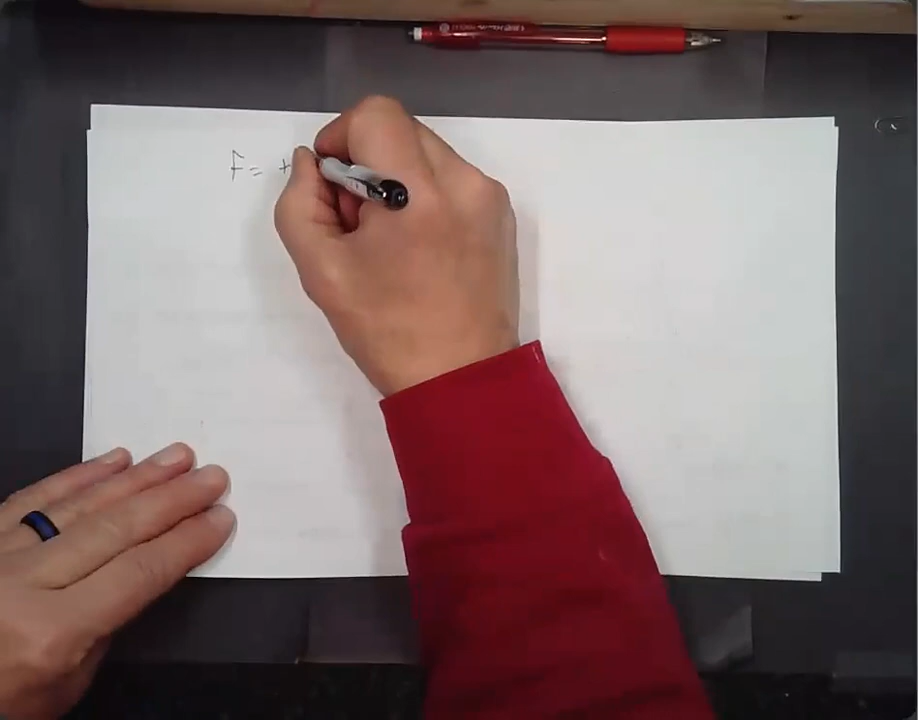 F = +